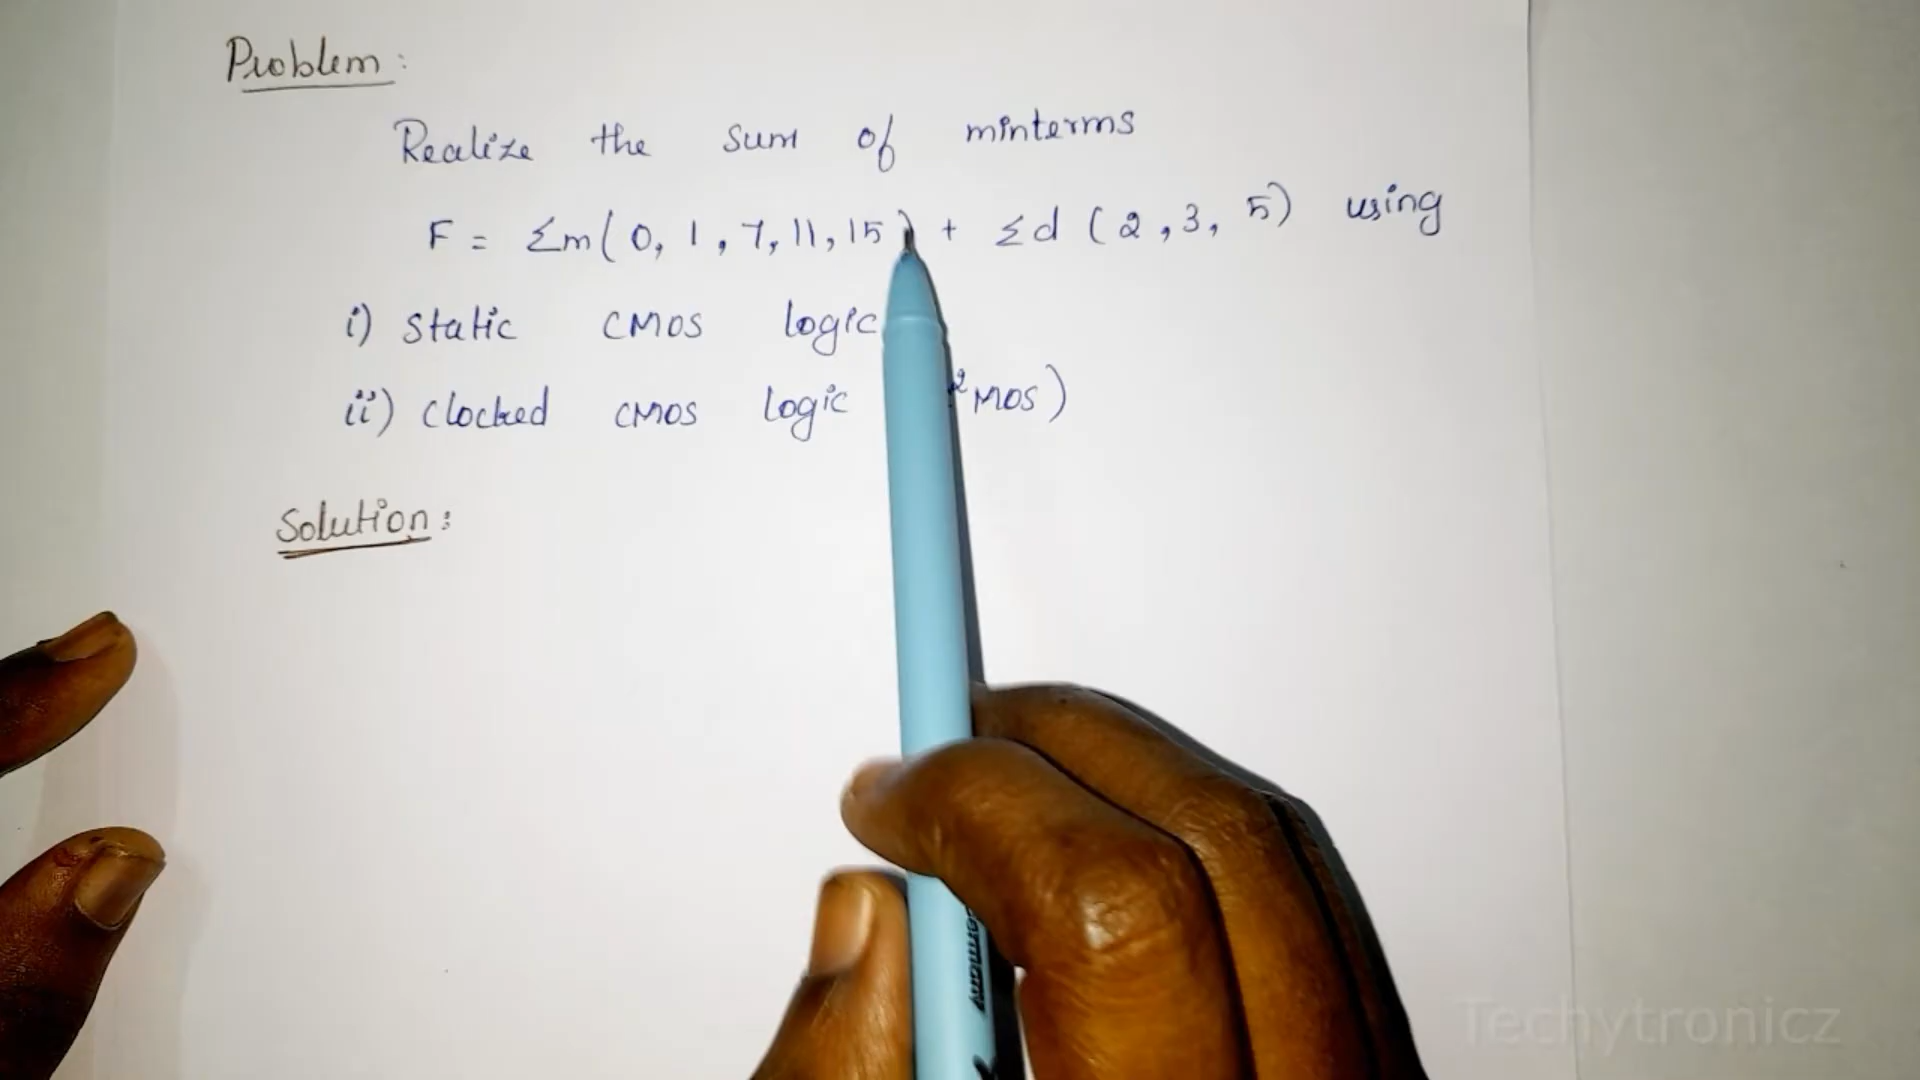 Problem:
Realize the sum of minterms
F = Σm(0, 1, 7, 11, 15) + Σd (2, 3, 5) using
i) static CMOS logic
ii) clocked CMOS logic ²MOS)
Solution:
Techytronicz